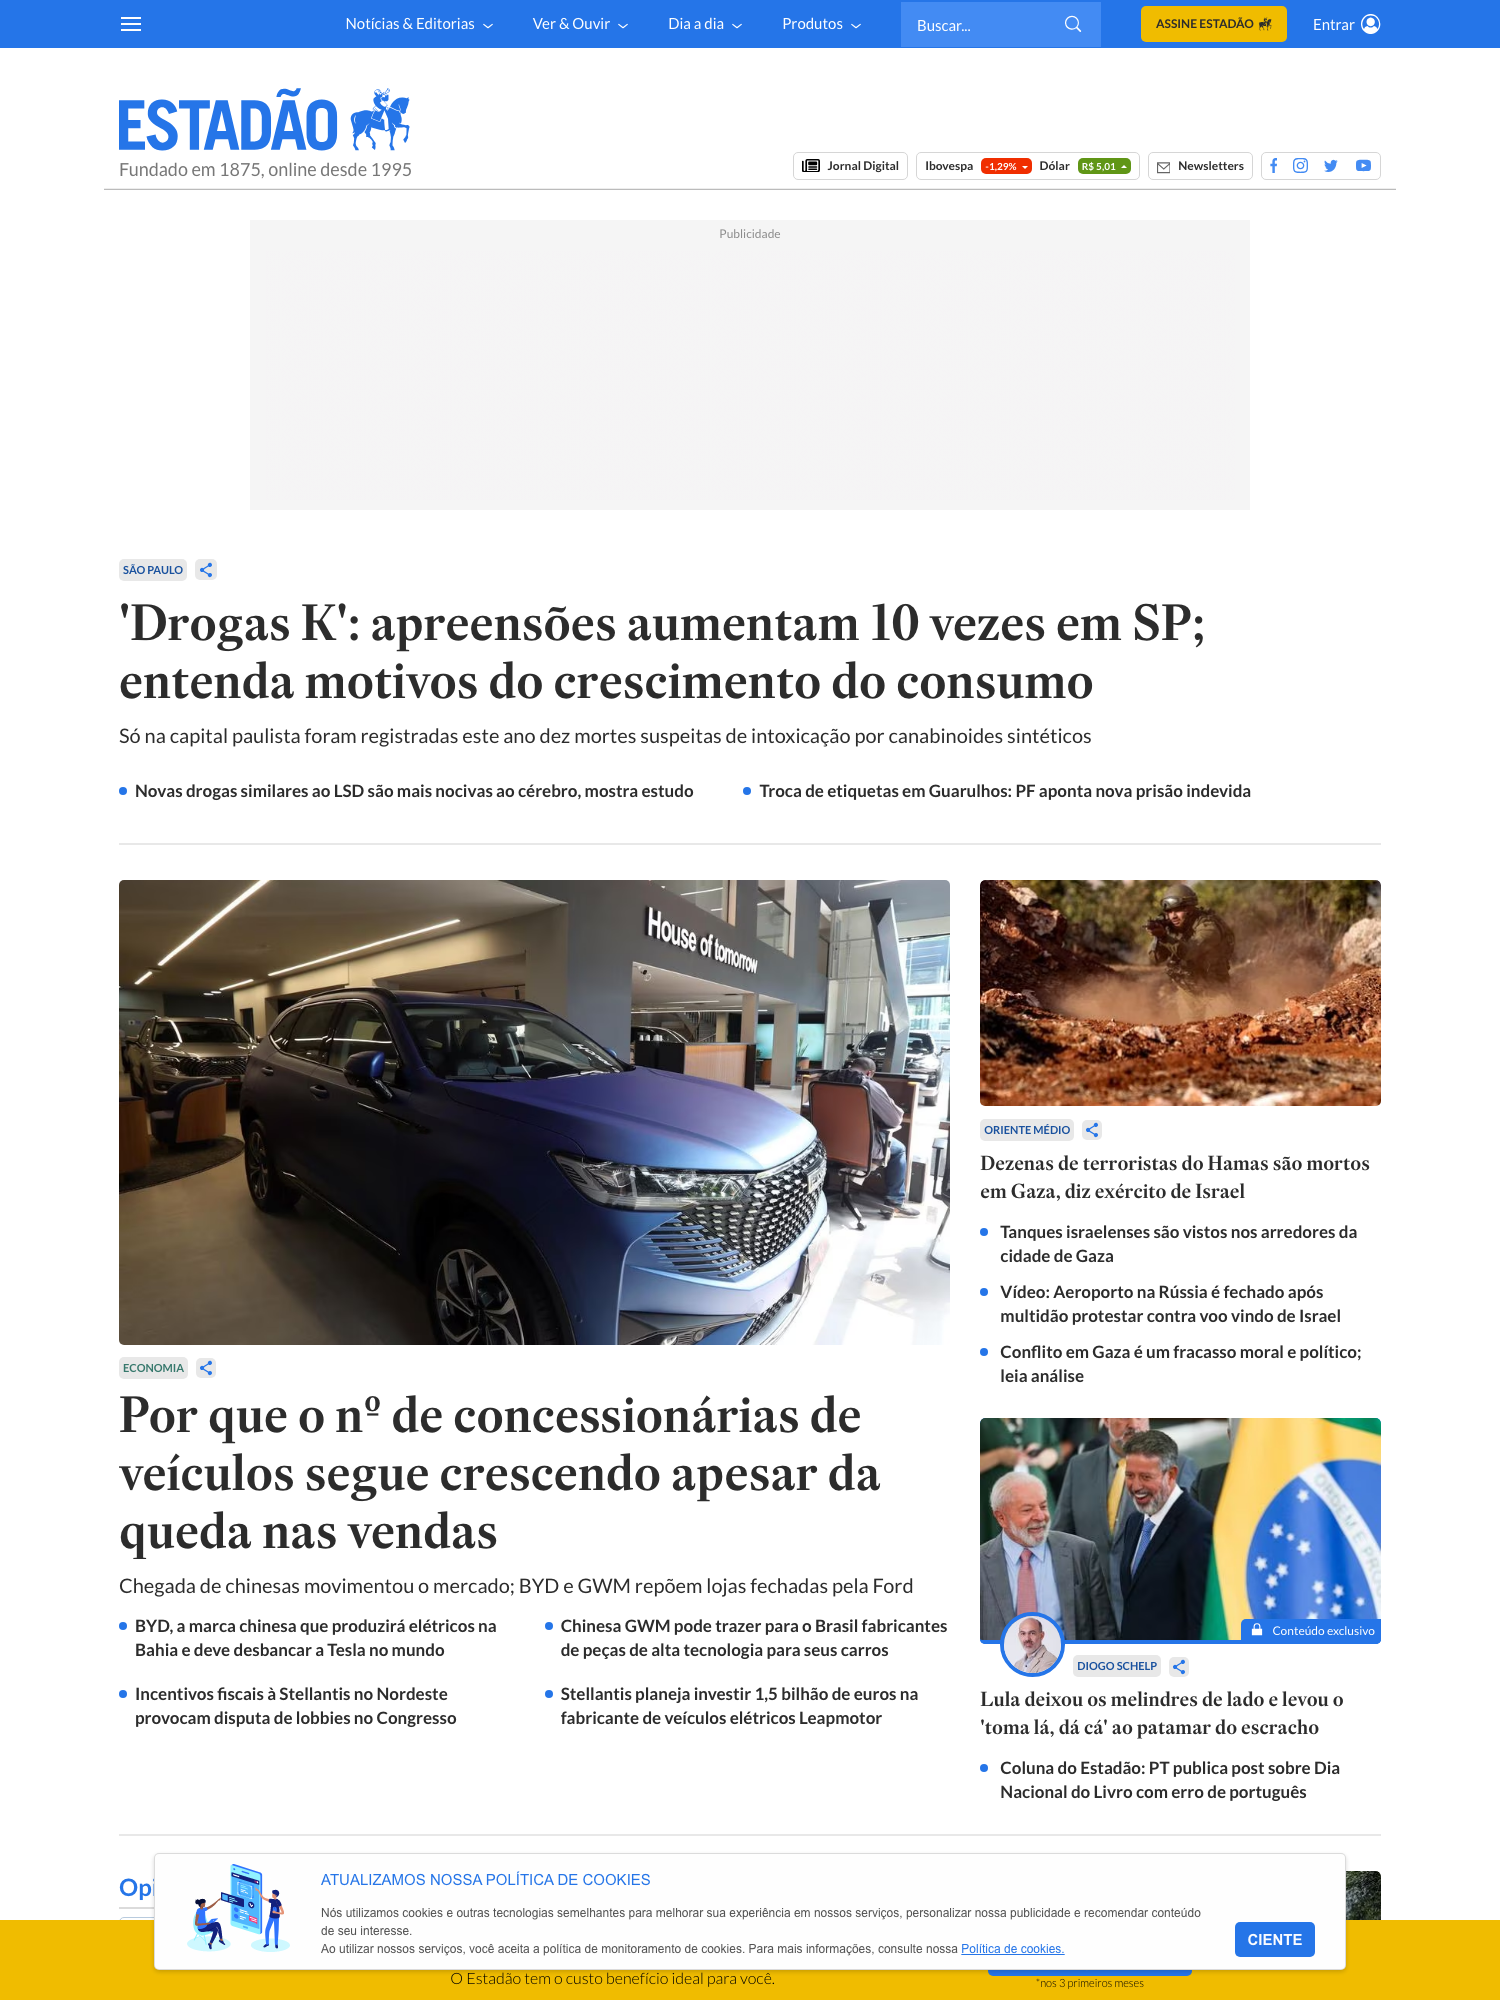 Notícias & Editorias
Ver & Ouvir
Dia a dia
Produtos
Buscar...
ASSINE ESTADÃO
Entrar
ESTADÃO
Fundado em 1875, online desde 1995
Jornal Digital
Ibovespa -1,29% Dólar R$ 5,01
Newsletters
Publicidade
SÃO PAULO
'Drogas K': apreensões aumentam 10 vezes em SP;
entenda motivos do crescimento do consumo
Só na capital paulista foram registradas este ano dez mortes suspeitas de intoxicação por canabinoides sintéticos
Novas drogas similares ao LSD são mais nocivas ao cérebro, mostra estudo
Troca de etiquetas em Guarulhos: PF aponta nova prisão indevida
House of tomorrow
ECONOMIA
Por que o nº de concessionárias de
veículos segue crescendo apesar da
queda nas vendas
Chegada de chinesas movimentou o mercado; BYD e GWM repõem lojas fechadas pela Ford
BYD, a marca chinesa que produzirá elétricos na
Bahia e deve desbancar a Tesla no mundo
Chinesa GWM pode trazer para o Brasil fabricantes
de peças de alta tecnologia para seus carros
Incentivos fiscais à Stellantis no Nordeste
provocam disputa de lobbies no Congresso
Stellantis planeja investir 1,5 bilhão de euros na
fabricante de veículos elétricos Leapmotor
ORIENTE MÉDIO
Dezenas de terroristas do Hamas são mortos
em Gaza, diz exército de Israel
Tanques israelenses são vistos nos arredores da
cidade de Gaza
Vídeo: Aeroporto na Rússia é fechado após
multidão protestar contra voo vindo de Israel
Conflito em Gaza é um fracasso moral e político;
leia análise
ORDEM E PRO
Conteúdo exclusivo
DIOGO SCHELP
Lula deixou os melindres de lado e levou o
'toma lá, dá cá' ao patamar do escracho
Coluna do Estadão: PT publica post sobre Dia
Nacional do Livro com erro de português
Opi
ATUALIZAMOS NOSSA POLÍTICA DE COOKIES
Nós utilizamos cookies e outras tecnologias semelhantes para melhorar sua experiência em nossos serviços, personalizar nossa publicidade e recomendar conteúdo
de seu interesse.
Ao utilizar nossos serviços, você aceita a política de monitoramento de cookies. Para mais informações, consulte nossa Política de cookies.
CIENTE
O Estadão tem o custo benefício ideal para você.
*nos 3 primeiros meses